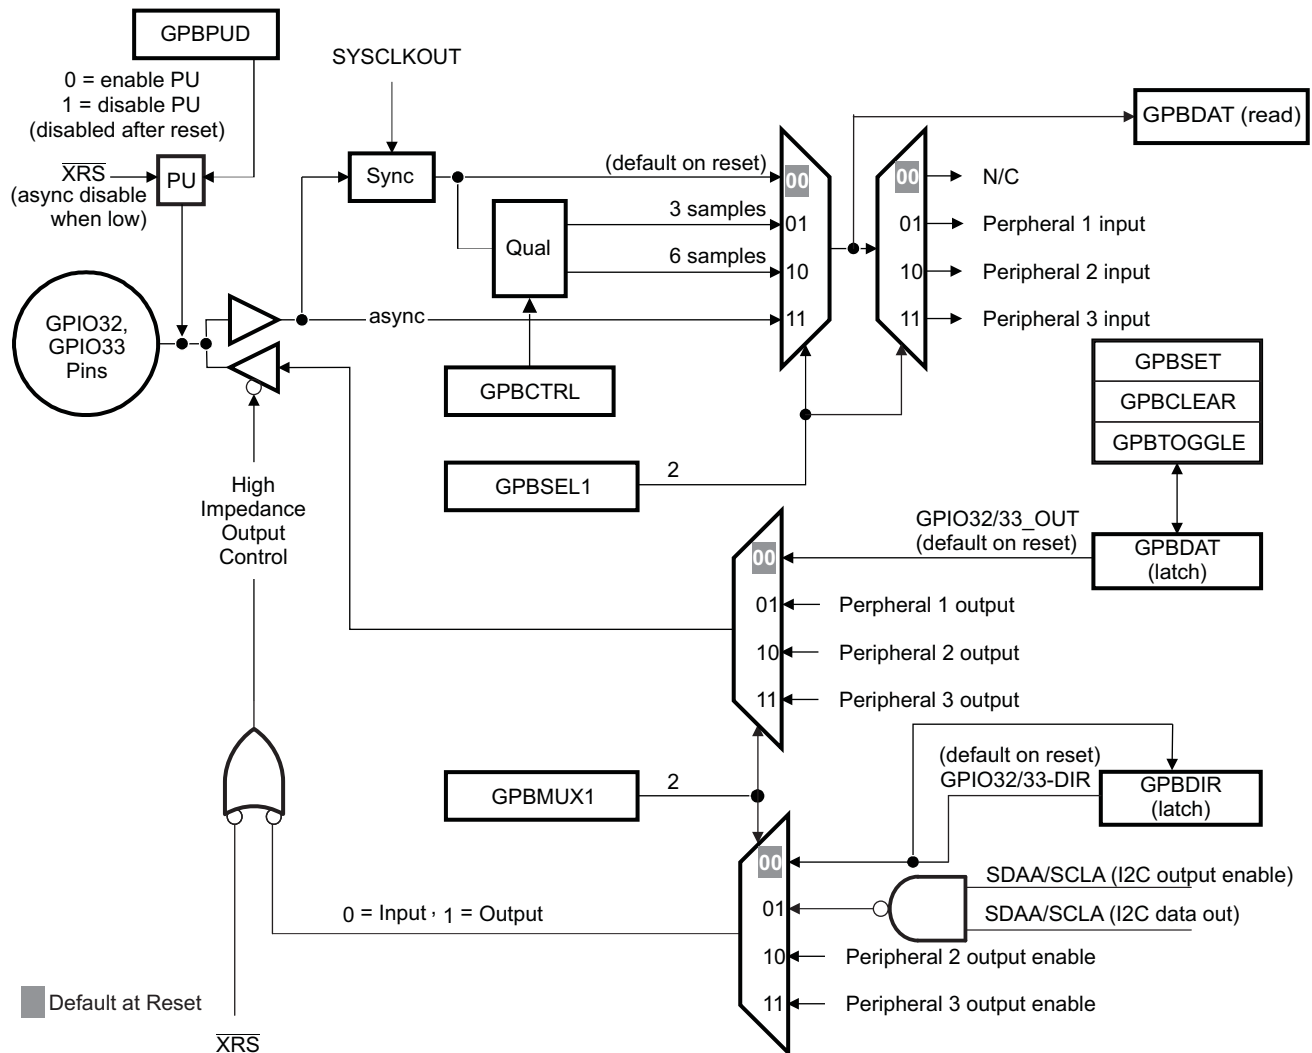 GPBPUD
0 = enable PU
1 = disable PU
(disabled after reset)
XRS
(async disable
when low)
PU
SYSCLKOUT
Sync
(default on reset)
3 samples
6 samples
Qual
async
GPBCTRL
GPBSEL1
2
00
01
10
11
GPBDAT (read)
00
01
10
11
N/C
Perpheral 1 input
Peripheral 2 input
Peripheral 3 input
GPIO32,
GPIO33
Pins
GPBSET
GPBCLEAR
GPBTOGGLE
High
Impedance
Output
Control
GPIO32/33_OUT
(default on reset)
GPBDAT
(latch)
00
01
10
11
Perpheral 1 output
Peripheral 2 output
Peripheral 3 output
GPBMUX1
2
(default on reset)
GPIO32/33-DIR
GPBDIR
(latch)
00
01
10
11
SDAA/SCLA (I2C output enable)
SDAA/SCLA (I2C data out)
Peripheral 2 output enable
Peripheral 3 output enable
0 = Input, 1 = Output
Default at Reset
XRS